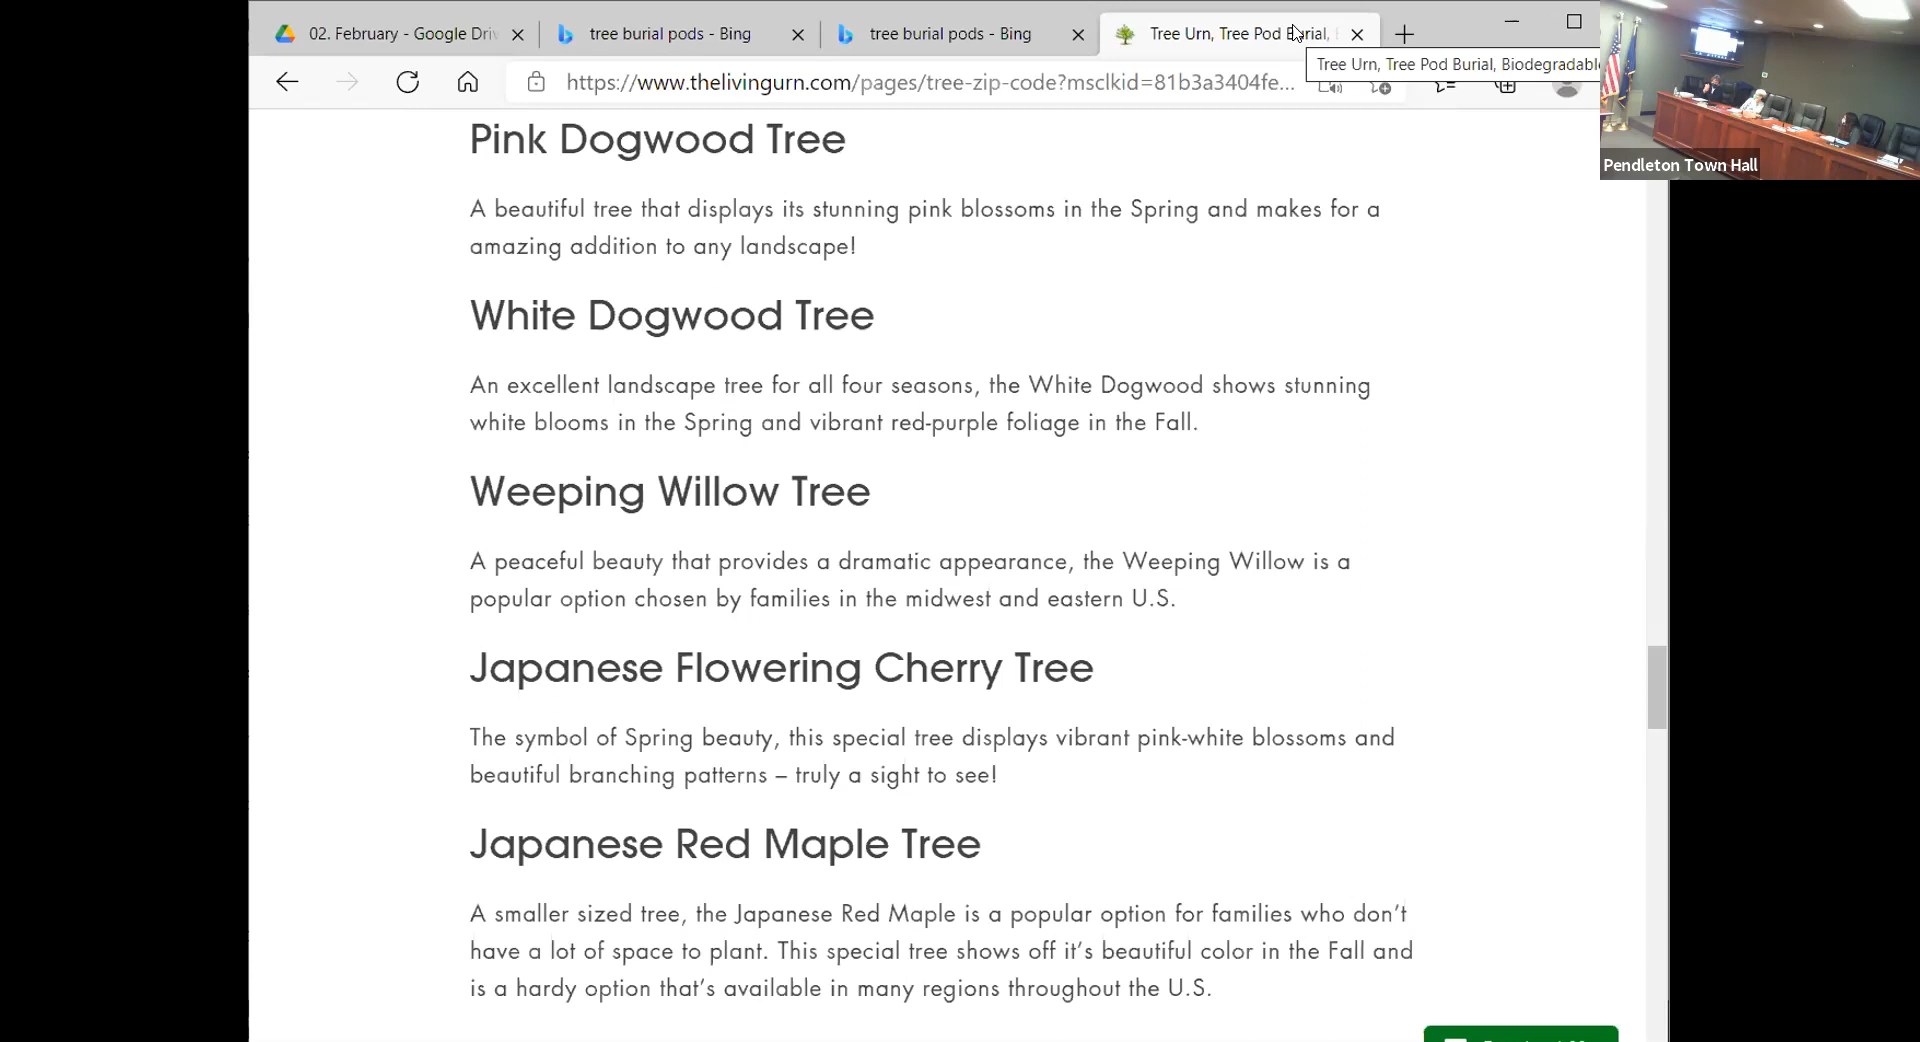 02. February - Google Driv
tree burial pods - Bing
tree burial pods - Bing
Tree Urn, Tree Pod Burial,
Tree Urn, Tree Pod Burial, Biodegradabl
https://www.thelivingurn.com/pages/tree-zip-code?msclkid=81b3a3404fe...
Pendleton Town Hall
Pink Dogwood Tree
A beautiful tree that displays its stunning pink blossoms in the Spring and makes for a
amazing addition to any landscape!
White Dogwood Tree
An excellent landscape tree for all four seasons, the White Dogwood shows stunning
white blooms in the Spring and vibrant red-purple foliage in the Fall.
Weeping Willow Tree
A peaceful beauty that provides a dramatic appearance, the Weeping Willow is a
popular option chosen by families in the midwest and eastern U.S.
Japanese Flowering Cherry Tree
The symbol of Spring beauty, this special tree displays vibrant pink-white blossoms and
beautiful branching patterns – truly a sight to see!
Japanese Red Maple Tree
A smaller sized tree, the Japanese Red Maple is a popular option for families who don’t
have a lot of space to plant. This special tree shows off it’s beautiful color in the Fall and
is a hardy option that’s available in many regions throughout the U.S.